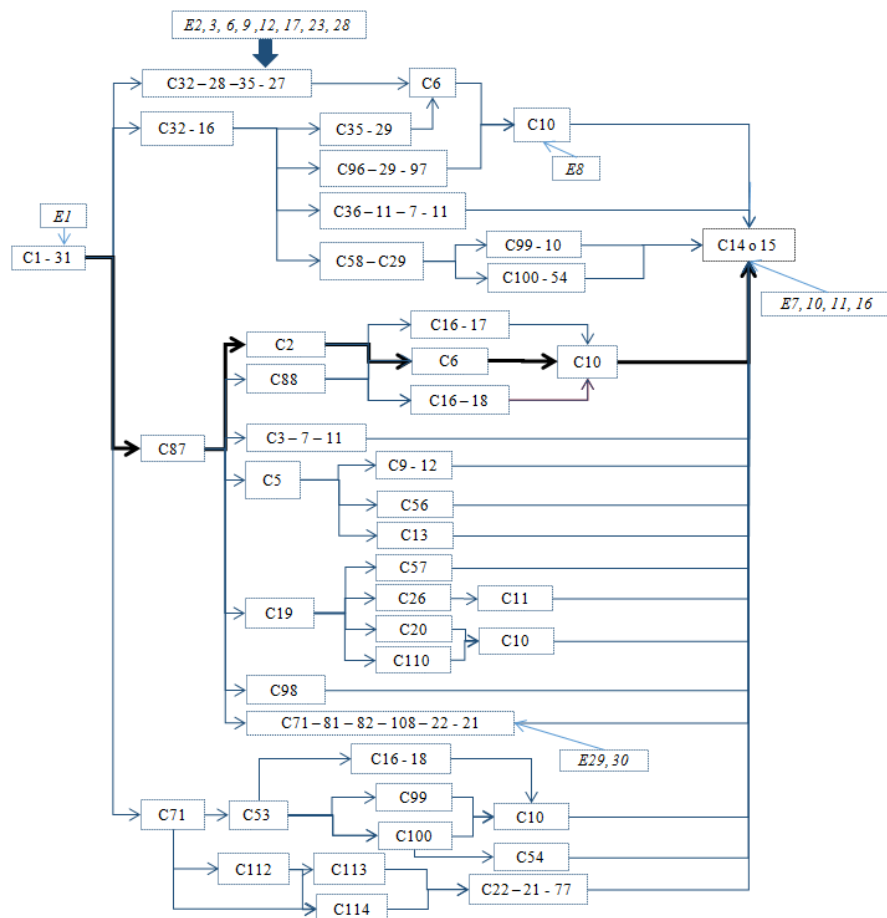 E2, 3, 6, 9 ,12, 17, 23, 28
C32 – 28 –35 - 27
C6
C32 - 16
C35 - 29
C10
C96 – 29 - 97
E8
C36 – 11 – 7 - 11
E1
C1 - 31
C58 – C29
C99 - 10
C14 o 15
C100 - 54
E7, 10, 11, 16
C16 - 17
C2
C6
C10
C88
C16 – 18
C87
C3 – 7 – 11
C9 - 12
C5
C56
C13
C57
C26
C11
C19
C20
C10
C110
C98
C71 – 81 – 82 – 108 – 22 - 21
E29, 30
C16 - 18
C99
C71
C53
C10
C100
C54
C112
C113
C22 – 21 - 77
C114